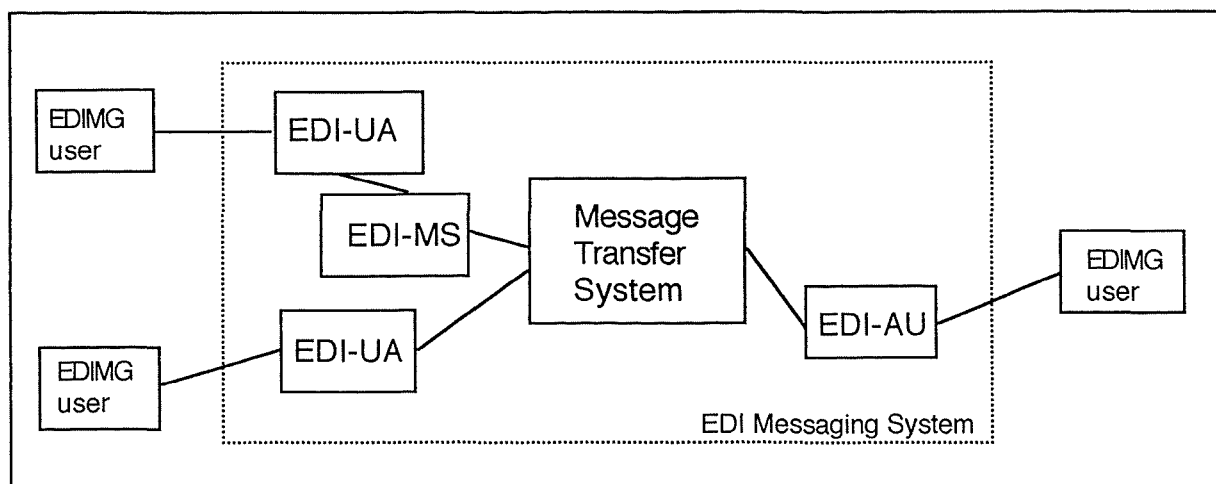 EDIMG
user
EDI-UA
EDI-MS
Message
Transfer
System
EDIMG
user
EDI-AU
EDI-UA
EDIMG
user
EDI Messaging System